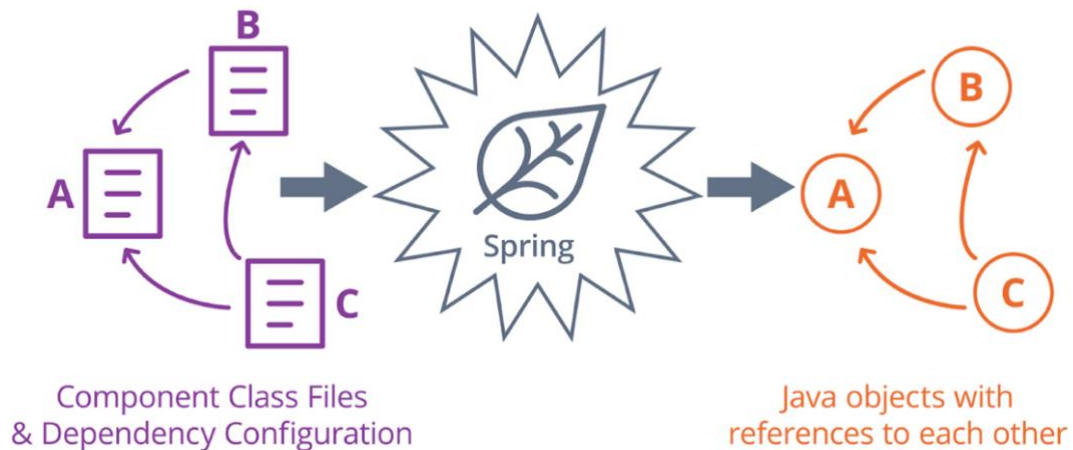 B
A
C
Component Class Files
& Dependency Configuration
Spring
B
A
C
Java objects with
references to each other